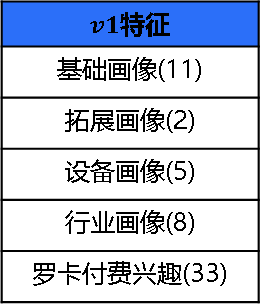 v1特征
基础画像(11)
拓展画像(2)
设备画像(5)
行业画像(8)
罗卡付费兴趣(33)